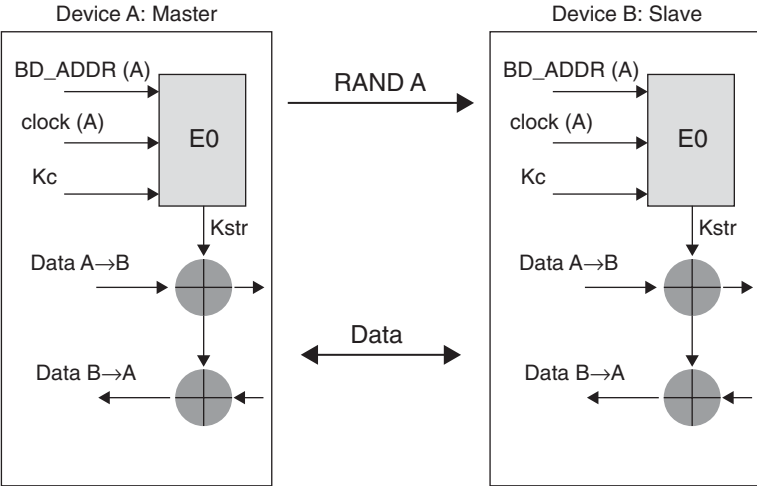 Device A: Master
BD_ADDR (A)
clock (A)
Kc
E0
Kstr
Data A→B
Data B→A
RAND A
Data
Device B: Slave
BD_ADDR (A)
clock (A)
Kc
E0
Kstr
Data A→B
Data B→A